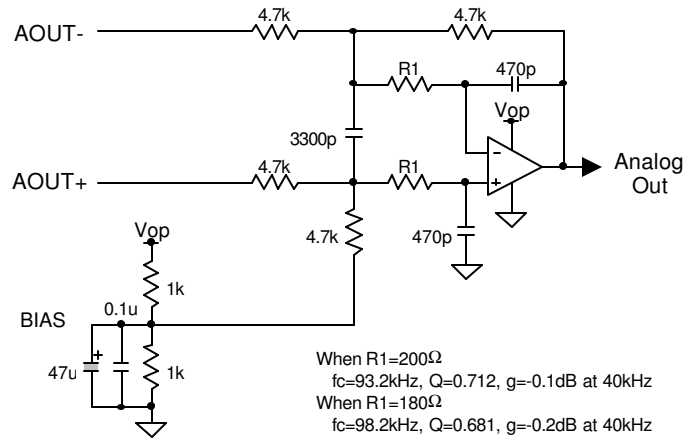 4.7k
4.7k
AOUT-
R1
470p
Vop
3300p
-
4.7k
R1
+
Analog
Out
AOUT+
Vop
4.7k
470p
1k
0.1u
BIAS
+
47u
1k
When R1=200Ω
fc=93.2kHz, Q=0.712, g=-0.1dB at 40kHz
When R1=180Ω
fc=98.2kHz, Q=0.681, g=-0.2dB at 40kHz